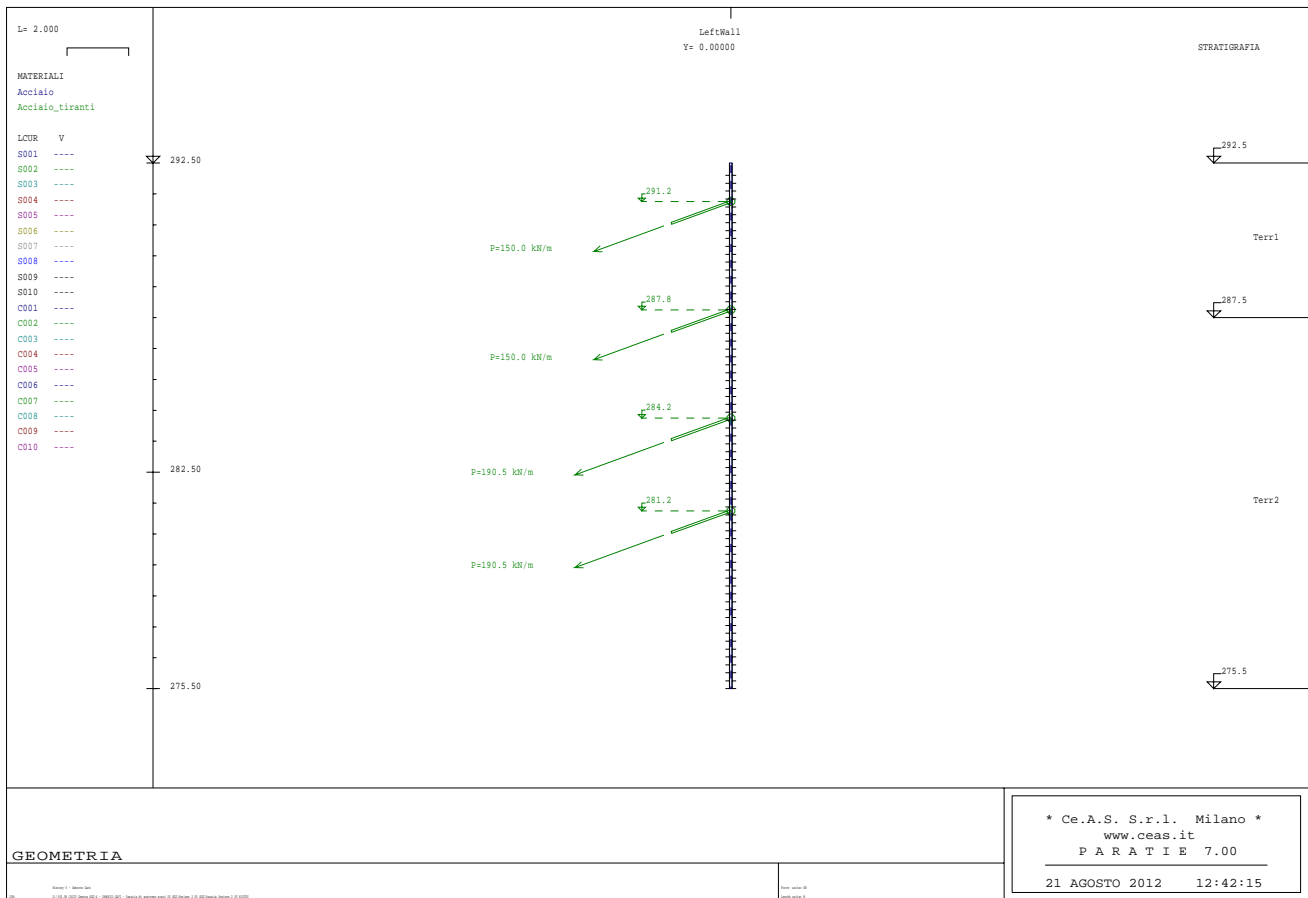 L= 2.000
MATERIALI
Acciaio
Acciaio_tiranti
LCUR V
S001 ----
S002 ----
S003 ----
S004 ----
S005 ----
S006 ----
S007 ----
S008 ----
S009 ----
S010 ----
C001 ----
C002 ----
C003 ----
C004 ----
C005 ----
C006 ----
C007 ----
C008 ----
C009 ----
C010 ----
292.50
282.50
275.50
LeftWall
Y= 0.00000
291.2
P=150.0 kN/m
287.8
P=150.0 kN/m
284.2
P=190.5 kN/m
281.2
P=190.5 kN/m
STRATIGRAFIA
292.5
Terr1
287.5
Terr2
275.5
GEOMETRIA
* Ce.A.S. S.r.l. Milano *
www.ceas.it
P A R A T I E 7.00
21 AGOSTO 2012 12:42:15